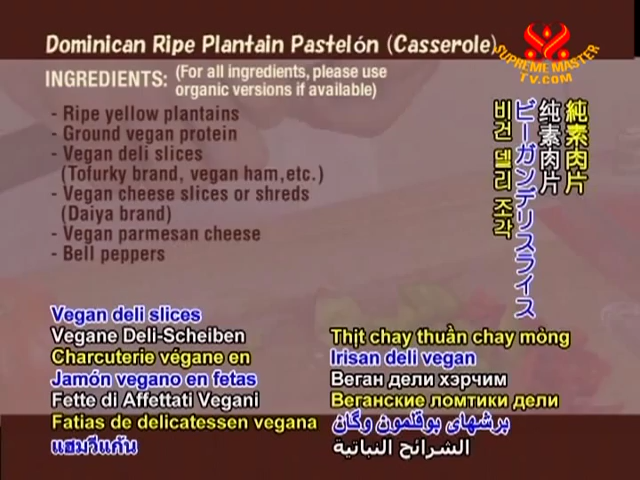 Dominican Ripe Plantain Pastelón (Casserole)
SUPREME MASTER
TV.COM
INGREDIENTS: (For all ingredients, please use
organic versions if available)
- Ripe yellow plantains
- Ground vegan protein
- Vegan deli slices
(Tofurky brand, vegan ham,etc.)
- Vegan cheese slices or shreds
(Daiya brand)
- Vegan parmesan cheese
- Bell peppers
純素肉片
纯素肉片
ビーガンデリスライス
비건 델리 조각
Vegan deli slices
Vegane Deli-Scheiben
Charcuterie végane en
Jamón vegano en fetas
Fette di Affettati Vegani
Fatias de delicatessen vegana
แฮมวีแก้น
Thịt chay thuần chay mỏng
Irisan deli vegan
Веган дели хэрчим
Веганские ломтики дели
برشهای بوقلمون وگان
الشرائح النباتية